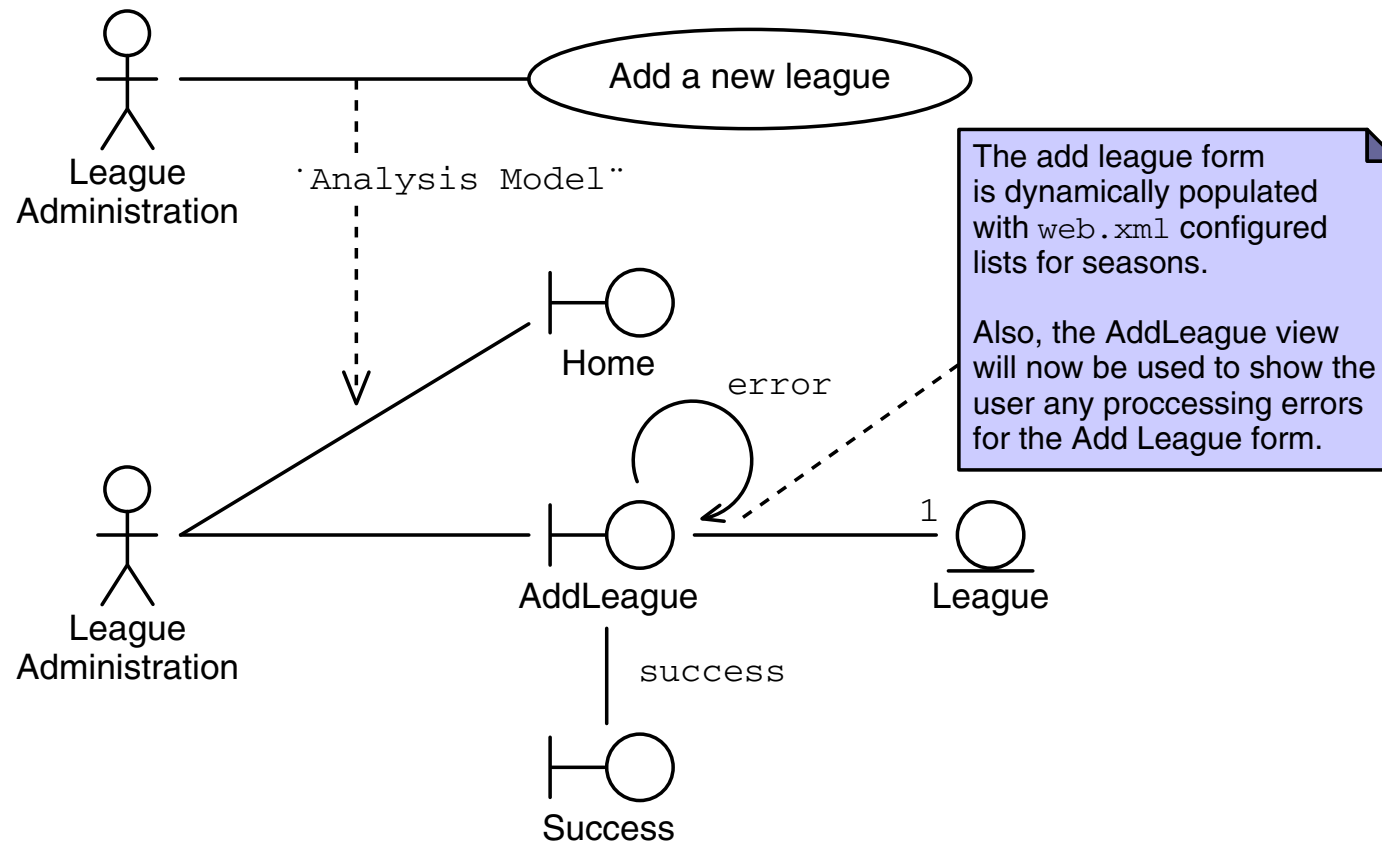 Add a new league
League
Administration
˙Analysis Model¨
The add league form
is dynamically populated
with web.xml configured
lists for seasons.
Also, the AddLeague view
will now be used to show the
user any proccessing errors
for the Add League form.
Home
error
1
AddLeague
League
League
Administration
success
Success